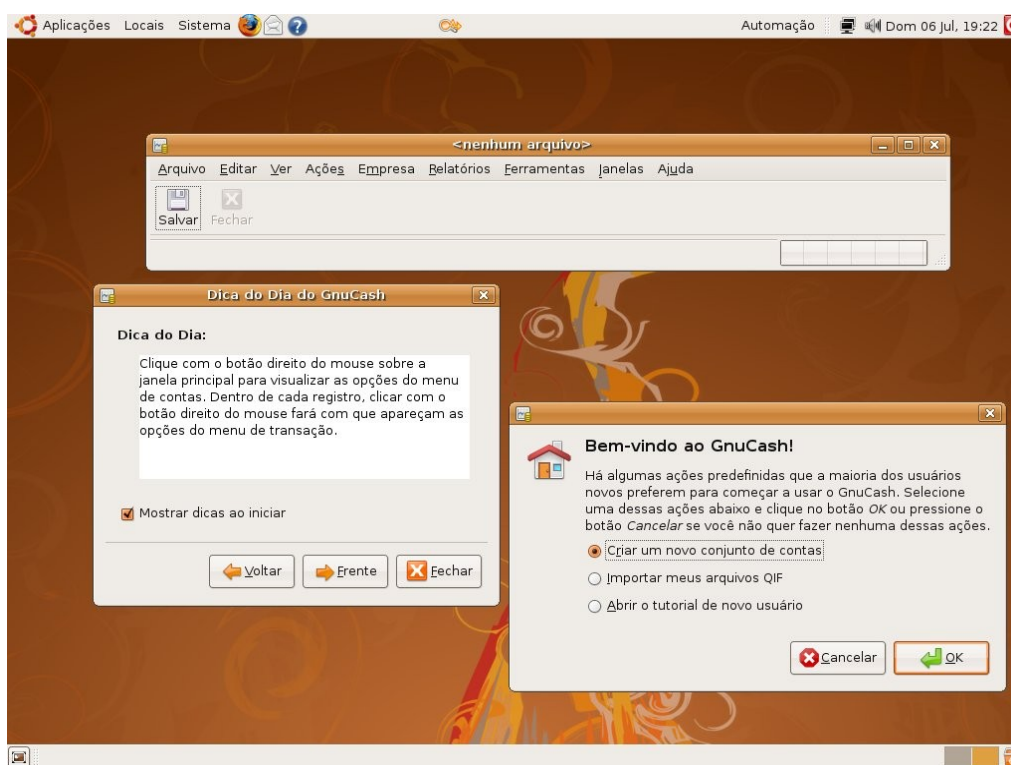 Aplicações Locais Sistema Automação Dom 06 Jul, 19:22
<nenhum arquivo>
Arquivo Editar Ver Ações Empresa Relatórios Ferramentas Janelas Ajuda
Salvar Fechar
Dica do Dia do GnuCash
Dica do Dia:
Clique com o botão direito do mouse sobre a
janela principal para visualizar as opções do menu
de contas. Dentro de cada registro, clicar com o
botão direito do mouse fará com que apareçam as
opções do menu de transação.
Mostrar dicas ao iniciar
Voltar Frente Fechar
Bem-vindo ao GnuCash!
Há algumas ações predefinidas que a maioria dos usuários
novos preferem para começar a usar o GnuCash. Selecione
uma dessas ações abaixo e clique no botão OK ou pressione o
botão Cancelar se você não quer fazer nenhuma dessas ações.
Criar um novo conjunto de contas
Importar meus arquivos QIF
Abrir o tutorial de novo usuário
Cancelar OK